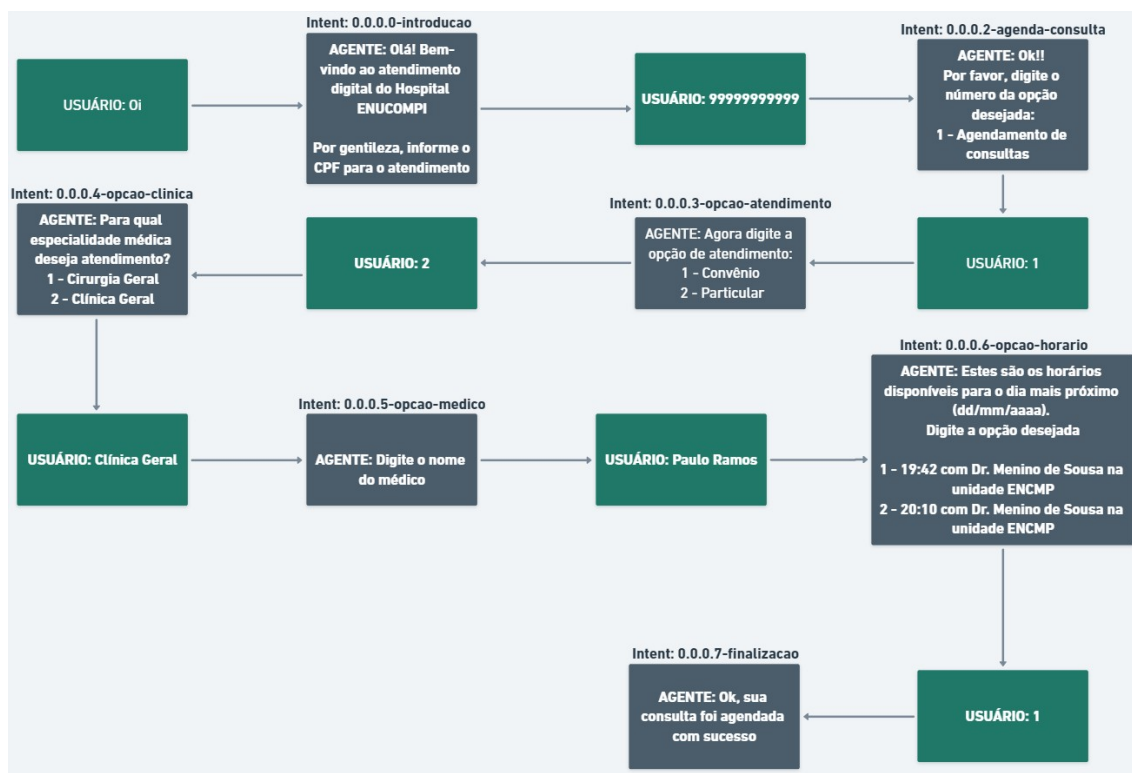 Intent: 0.0.0.0-introducao
Intent: 0.0.0.2-agenda-consulta
USUÁRIO: Oi
AGENTE: Olá! Bem-
vindo ao atendimento
digital do Hospital
ENUCOMPI
Por gentileza, informe o
CPF para o atendimento
USUÁRIO: 99999999999
AGENTE: Ok!!
Por favor, digite o
número da opção
desejada:
1 - Agendamento de
consultas
USUÁRIO: 1
Intent: 0.0.0.3-opcao-atendimento
AGENTE: Agora digite a
opção de atendimento:
1 - Convênio
2 - Particular
USUÁRIO: 2
Intent: 0.0.0.4-opcao-clinica
AGENTE: Para qual
especialidade médica
deseja atendimento?
1 - Cirurgia Geral
2 - Clínica Geral
USUÁRIO: Clínica Geral
Intent: 0.0.0.5-opcao-medico
AGENTE: Digite o nome
do médico
USUÁRIO: Paulo Ramos
Intent: 0.0.0.6-opcao-horario
AGENTE: Estes são os horários
disponíveis para o dia mais próximo
(dd/mm/aaaa).
Digite a opção desejada
1 - 19:42 com Dr. Menino de Sousa na
unidade ENCMP
2 - 20:10 com Dr. Menino de Sousa na
unidade ENCMP
USUÁRIO: 1
Intent: 0.0.0.7-finalizacao
AGENTE: Ok, sua
consulta foi agendada
com sucesso